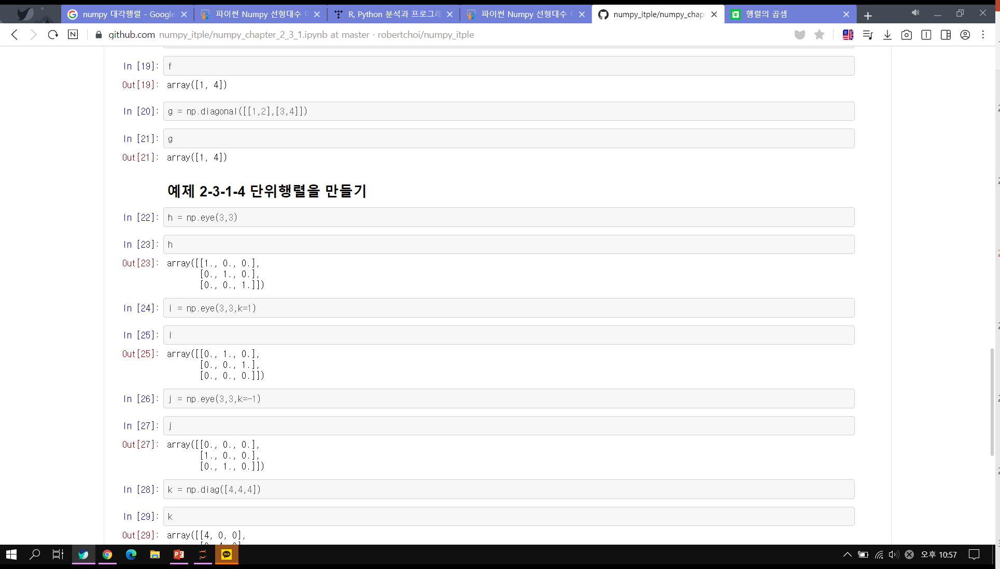 numpy 대각행렬 - Google
파이썬 Numpy 선형대수
R, Python 분석과 프로그래
파이썬 Numpy 선형대수
numpy_itple/numpy_chap
행렬의 곱셈
github.com numpy_itple/numpy_chapter_2_3_1.ipynb at master · robertchoi/numpy_itple
In [19]: f
Out[19]: array([1, 4])
In [20]: g = np.diagonal([[1,2],[3,4]])
In [21]: g
Out[21]: array([1, 4])
예제 2-3-1-4 단위행렬을 만들기
In [22]: h = np.eye(3,3)
In [23]: h
Out[23]: array([[1., 0., 0.],
[0., 1., 0.],
[0., 0., 1.]])
In [24]: i = np.eye(3,3,k=1)
In [25]: i
Out[25]: array([[0., 1., 0.],
[0., 0., 1.],
[0., 0., 0.]])
In [26]: j = np.eye(3,3,k=-1)
In [27]: j
Out[27]: array([[0., 0., 0.],
[1., 0., 0.],
[0., 1., 0.]])
In [28]: k = np.diag([4,4,4])
In [29]: k
Out[29]: array([[4, 0, 0],
오후 10:57